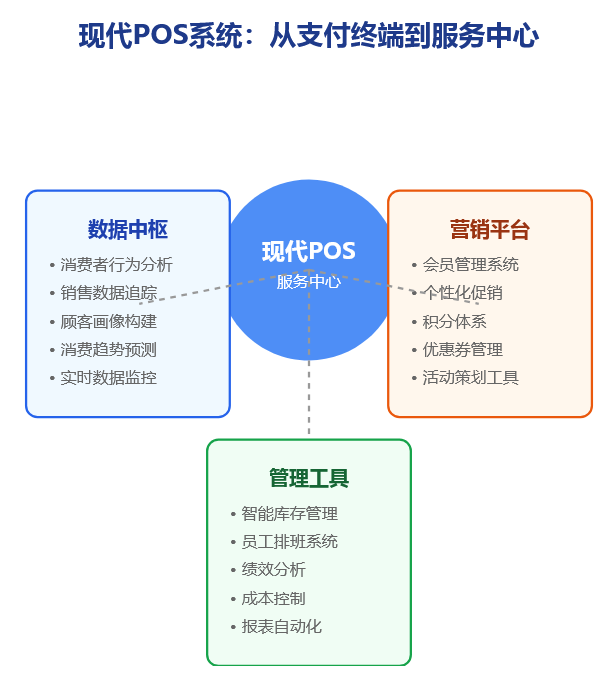 现代POS系统：从支付终端到服务中心
数据中枢
• 消费者行为分析
• 销售数据追踪
• 顾客画像构建
• 消费趋势预测
• 实时数据监控
现代POS
服务中心
营销平台
• 会员管理系统
• 个性化促销
• 积分体系
• 优惠券管理
• 活动策划工具
管理工具
• 智能库存管理
• 员工排班系统
• 绩效分析
• 成本控制
• 报表自动化